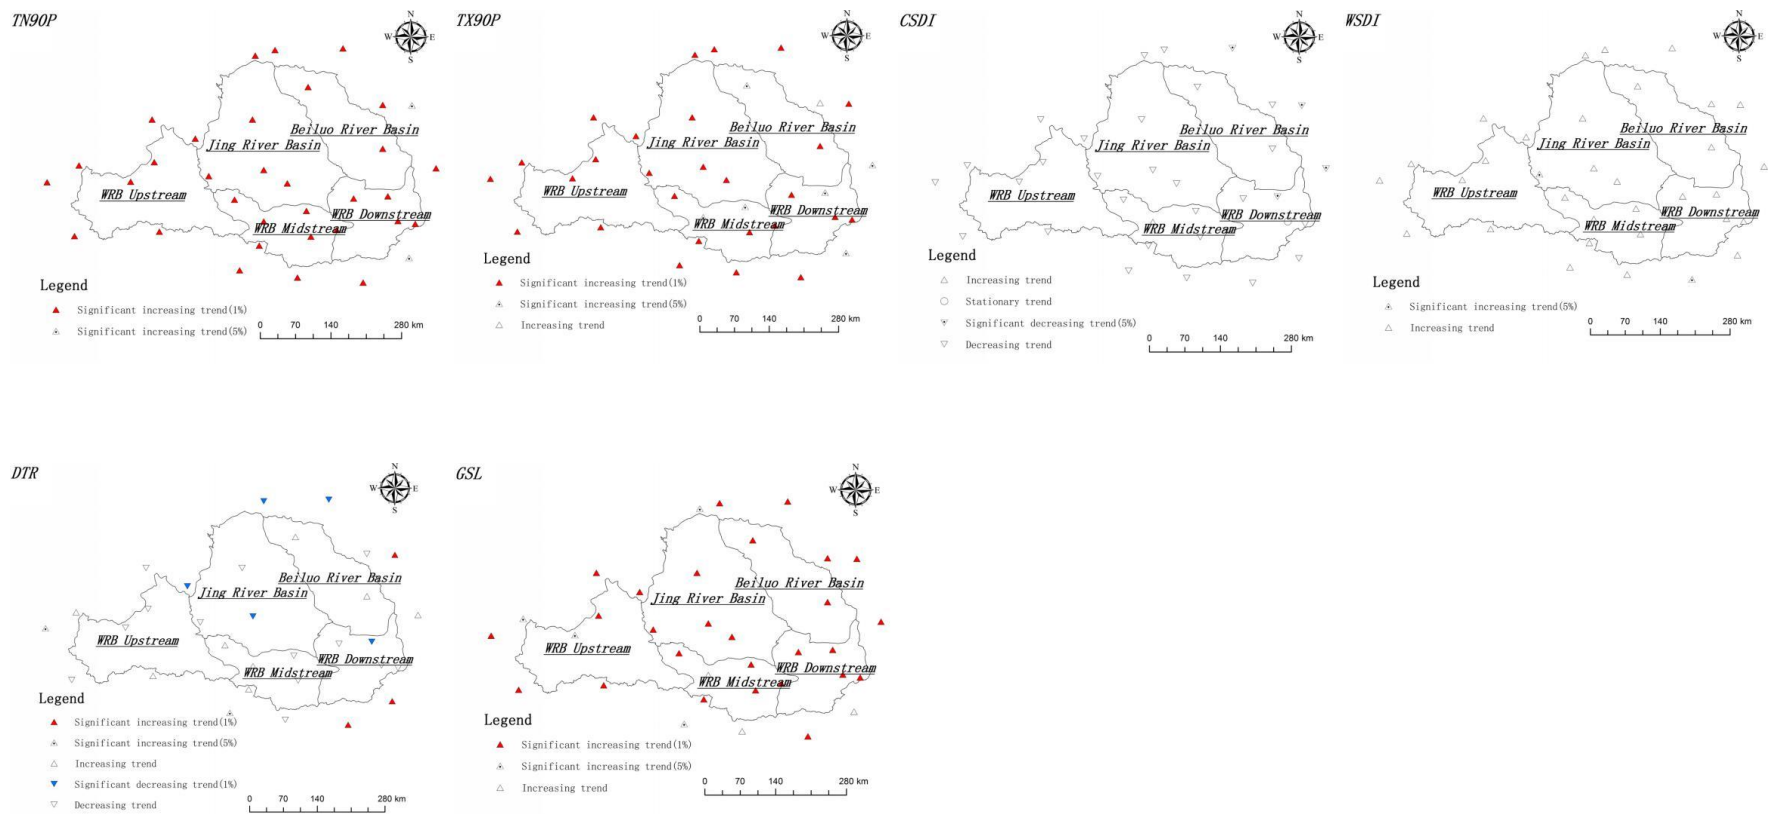 TN90P
N
W E
S
Beiluo River Basin
Jing River Basin
WRB Upstream
WRB Downstream
WRB Midstream
Legend
Significant increasing trend(1%)
Significant increasing trend(5%)
0 70 140 280 km
TX90P
N
W E
S
Beiluo River Basin
Jing River Basin
WRB Upstream
WRB Downstream
WRB Midstream
Legend
Significant increasing trend(1%)
Significant increasing trend(5%)
Increasing trend
0 70 140 280 km
CSDI
N
W E
S
Beiluo River Basin
Jing River Basin
WRB Upstream
WRB Downstream
WRB Midstream
Legend
Increasing trend
Stationary trend
Significant decreasing trend(5%)
Decreasing trend
0 70 140 280 km
WSDI
N
W E
S
Beiluo River Basin
Jing River Basin
WRB Upstream
WRB Downstream
WRB Midstream
Legend
Significant increasing trend(5%)
Increasing trend
0 70 140 280 km
DTR
N
W E
S
Beiluo River Basin
Jing River Basin
WRB Upstream
WRB Downstream
WRB Midstream
Legend
Significant increasing trend(1%)
Significant increasing trend(5%)
Increasing trend
Significant decreasing trend(1%)
Decreasing trend
0 70 140 280 km
GSL
N
W E
S
Beiluo River Basin
Jing River Basin
WRB Upstream
WRB Downstream
WRB Midstream
Legend
Significant increasing trend(1%)
Significant increasing trend(5%)
Increasing trend
0 70 140 280 km